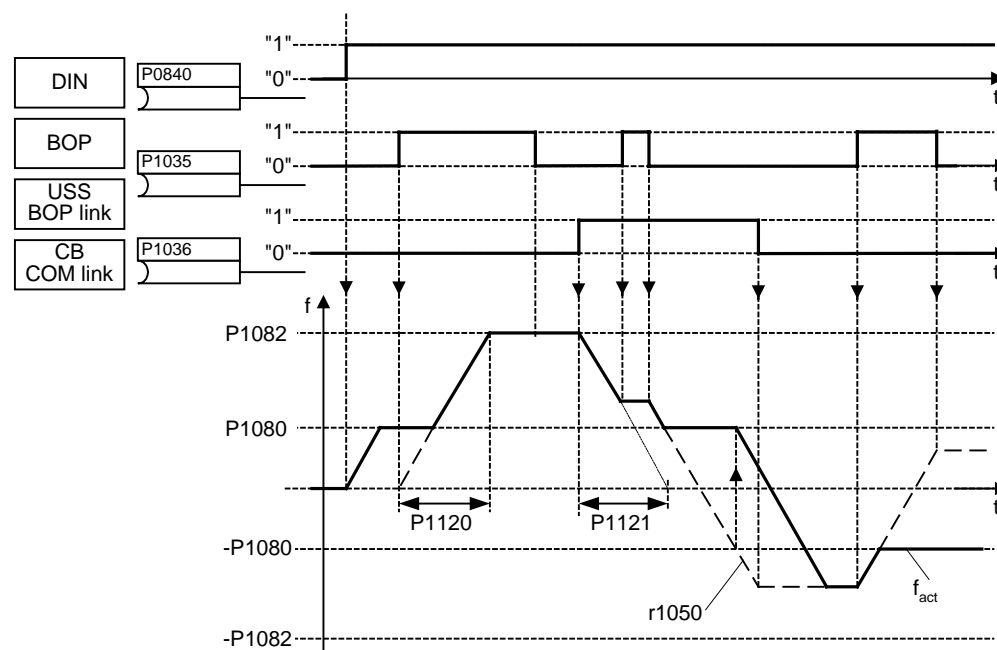 "1"
DIN
P0840
"0"
t
BOP
"1"
P1035
"0"
t
USS
BOP link
"1"
CB
COM link
P1036
"0"
t
f
P1082
P1080
t
P1120
P1121
-P1080
r1050
fact
-P1082